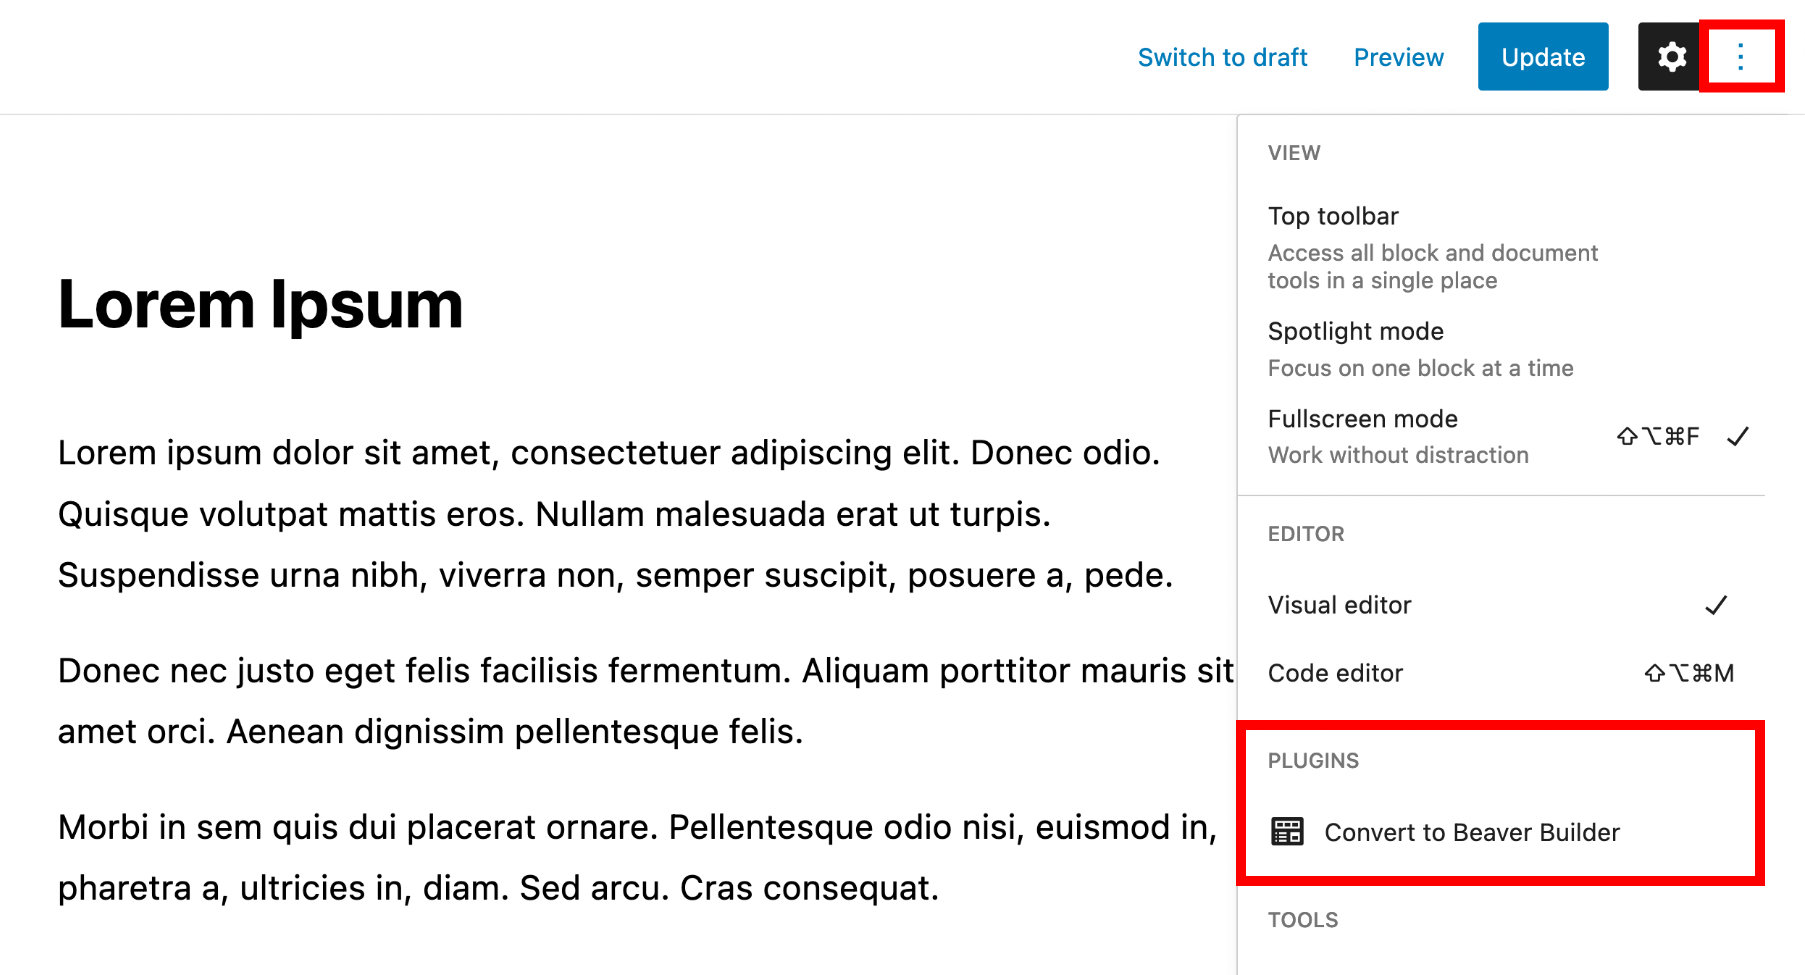 Switch to draft Preview Update
VIEW
Top toolbar
Access all block and document
tools in a single place
Spotlight mode
Focus on one block at a time
Fullscreen mode ⇧⌥⌘F ✓
Work without distraction
EDITOR
Visual editor ✓
Code editor ⇧⌥⌘M
PLUGINS
Convert to Beaver Builder
TOOLS
Lorem Ipsum
Lorem ipsum dolor sit amet, consectetuer adipiscing elit. Donec odio.
Quisque volutpat mattis eros. Nullam malesuada erat ut turpis.
Suspendisse urna nibh, viverra non, semper suscipit, posuere a, pede.
Donec nec justo eget felis facilisis fermentum. Aliquam porttitor mauris sit
amet orci. Aenean dignissim pellentesque felis.
Morbi in sem quis dui placerat ornare. Pellentesque odio nisi, euismod in,
pharetra a, ultricies in, diam. Sed arcu. Cras consequat.